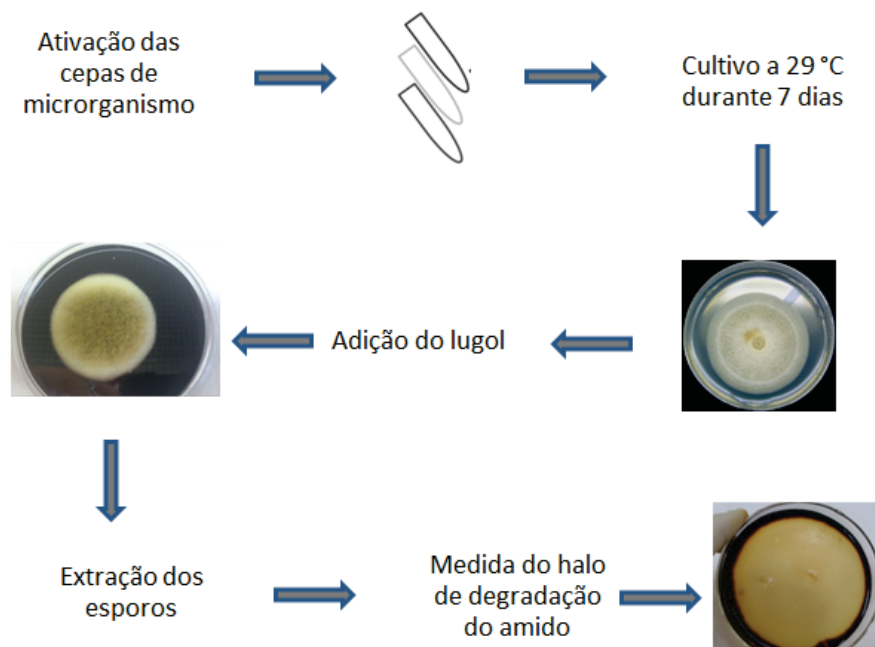 Ativação das
cepas de
microrganismo
Cultivo a 29 °C
durante 7 dias
Adição do lugol
Extração dos
esporos
Medida do halo
de degradação
do amido